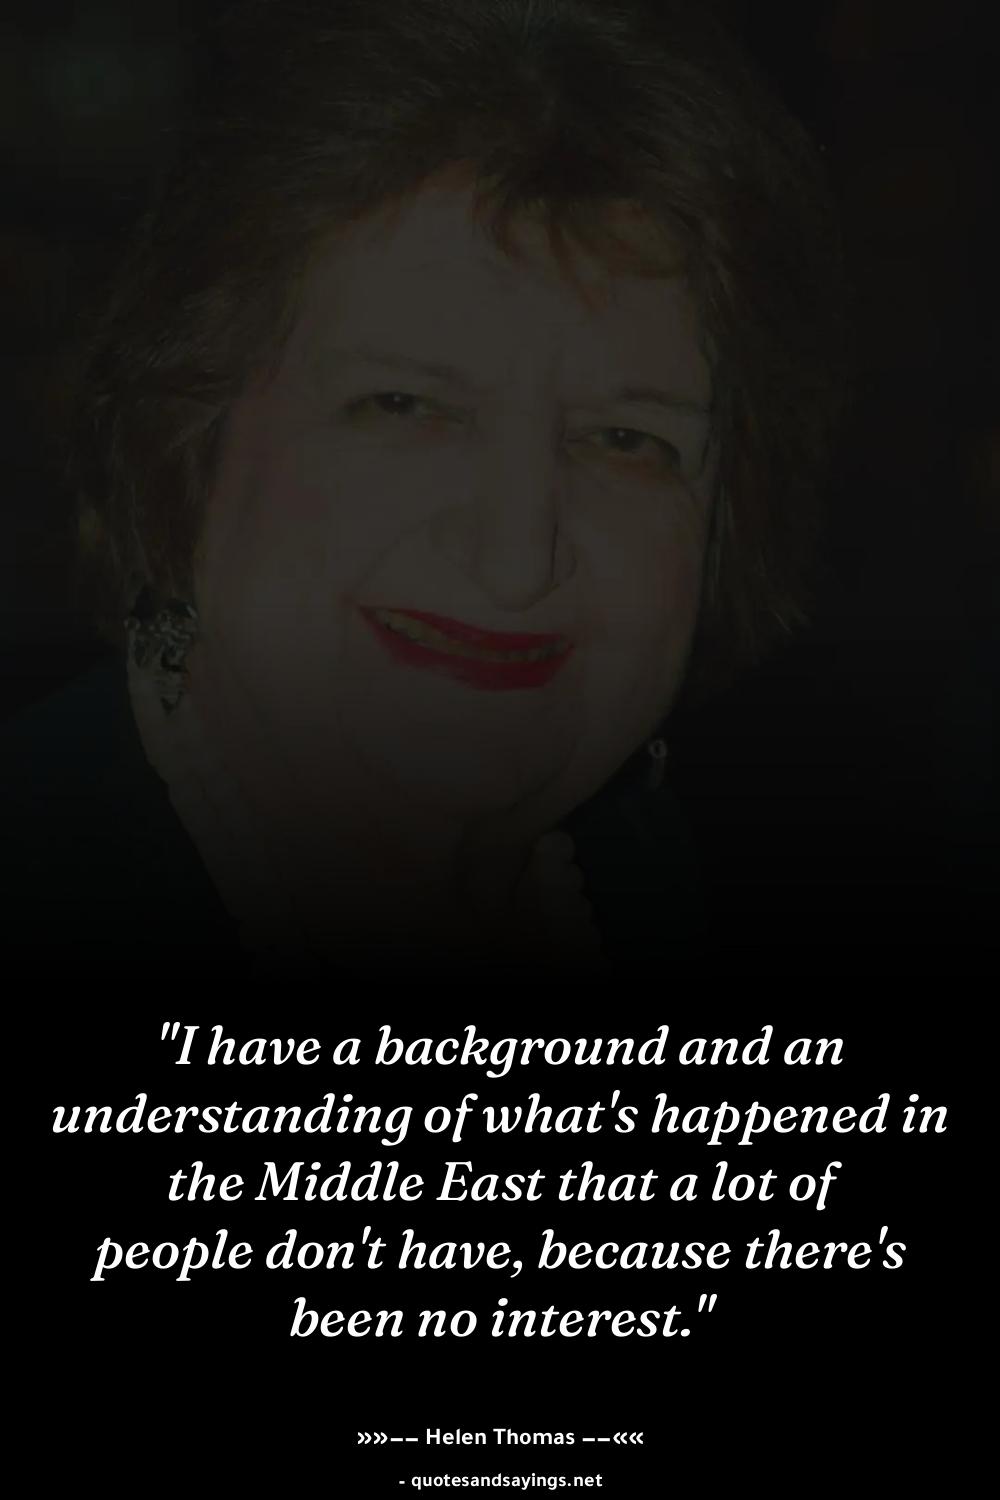 "I have a background and an
understanding of what's happened in
the Middle East that a lot of
people don't have, because there's
been no interest."
»»–– Helen Thomas ––««
- quotesandsayings.net